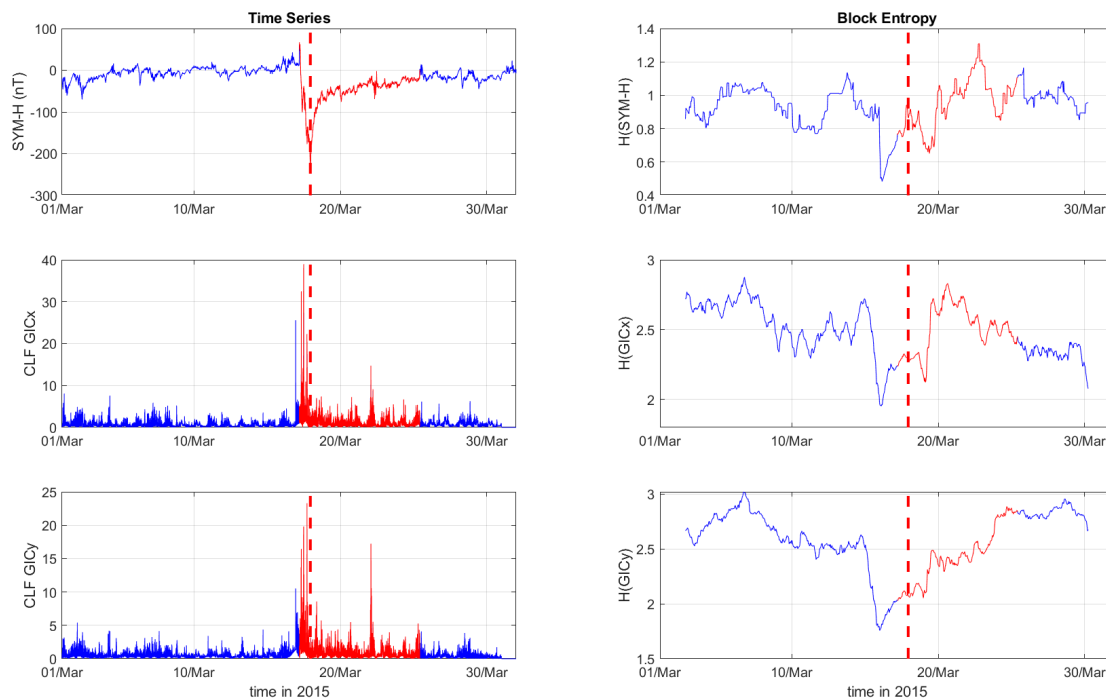 Time Series
100
0
-100
-200
-300
SYM-H (nT)
01/Mar 10/Mar 20/Mar 30/Mar
40
30
20
10
0
CLF GICx
01/Mar 10/Mar 20/Mar 30/Mar
25
20
15
10
5
0
CLF GICy
01/Mar 10/Mar 20/Mar 30/Mar
time in 2015
Block Entropy
1.4
1.2
1
0.8
0.6
0.4
H(SYM-H)
01/Mar 10/Mar 20/Mar 30/Mar
3
2.5
2
H(GICx)
01/Mar 10/Mar 20/Mar 30/Mar
3
2.5
2
1.5
H(GICy)
01/Mar 10/Mar 20/Mar 30/Mar
time in 2015